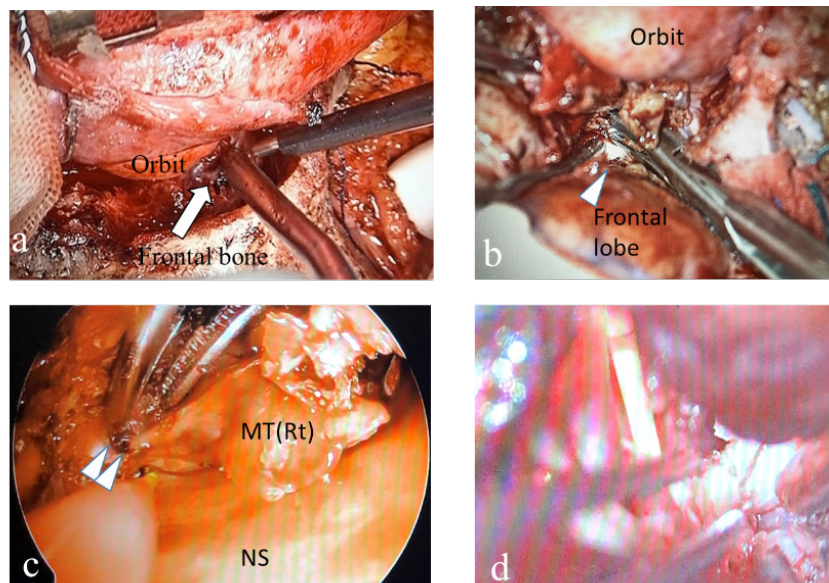 Orbit
Frontal bone
a
Orbit
Frontal
lobe
b
MT(Rt)
NS
c
d